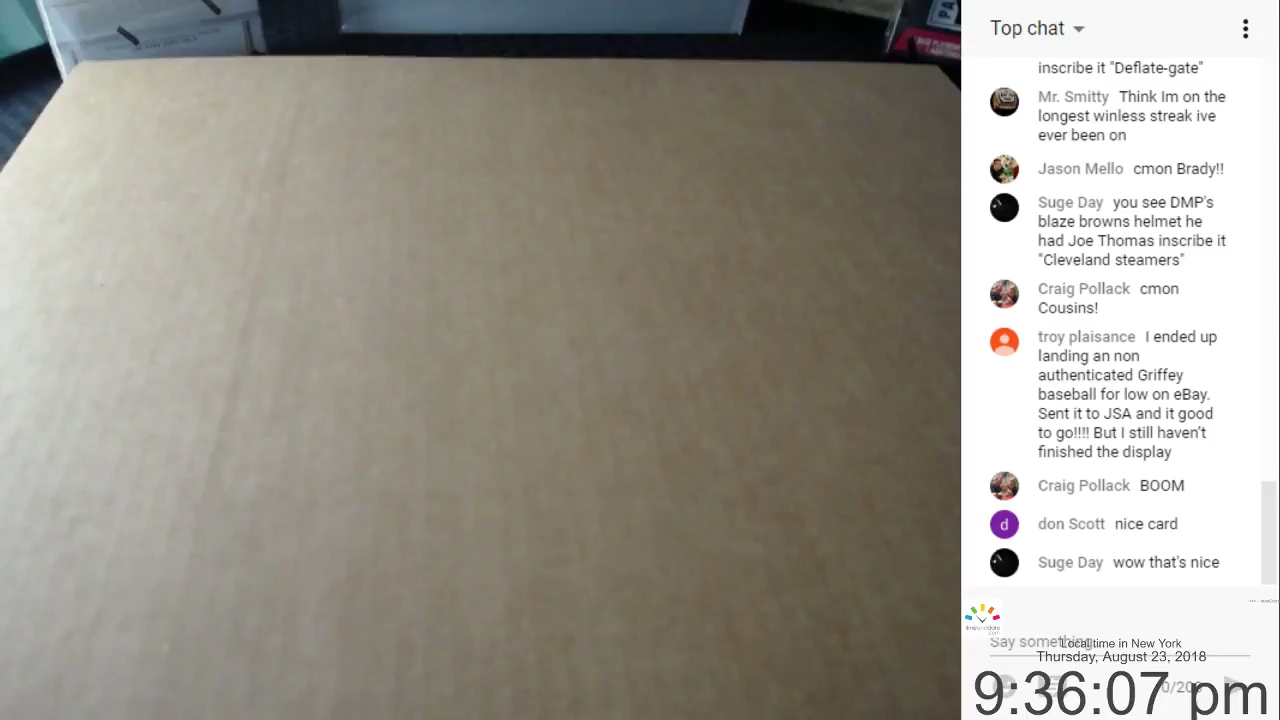 PA
Top chat
inscribe it "Deflate-gate"
Mr. Smitty Think Im on the
longest winless streak ive
ever been on
Jason Mello cmon Brady!!
Suge Day you see DMP's
blaze browns helmet he
had Joe Thomas inscribe it
"Cleveland steamers"
Craig Pollack cmon
Cousins!
troy plaisance I ended up
landing an non
authenticated Griffey
baseball for low on eBay.
Sent it to JSA and it good
to go!!!! But I still haven't
finished the display
Craig Pollack BOOM
d
don Scott nice card
Suge Day wow that's nice
Say something...
Local time in New York
Thursday, August 23, 2018
0/200
9:36:07 pm